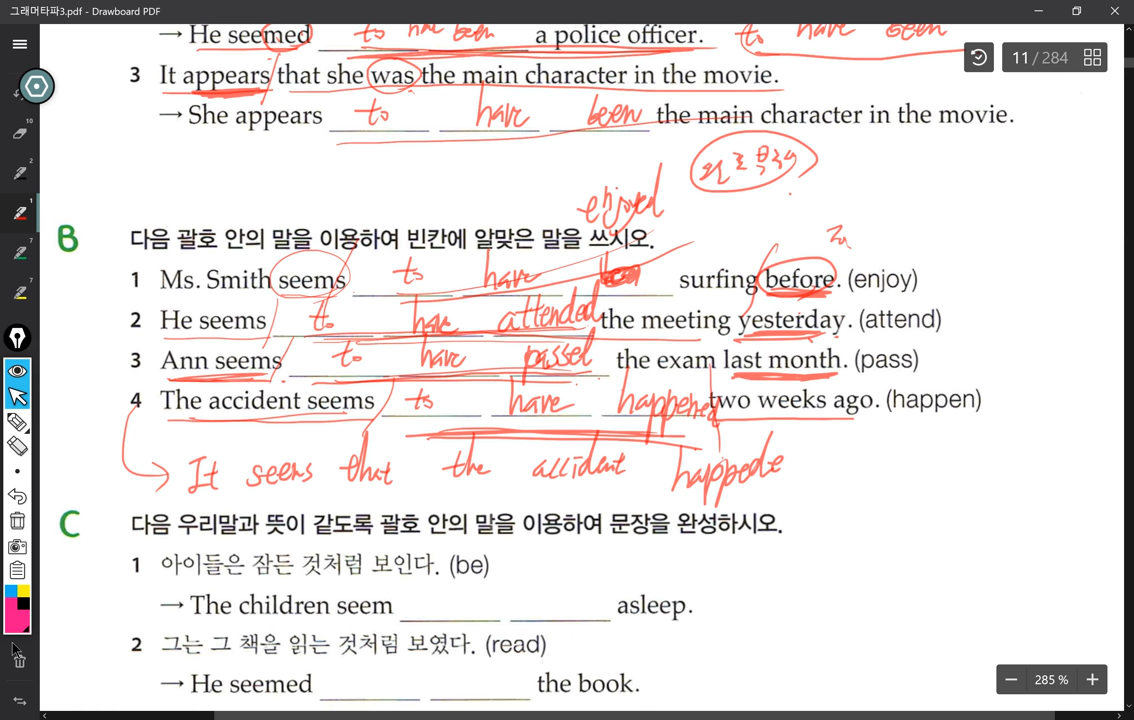 그래머타파3.pdf - Drawboard PDF
→ He seemed to have been a police officer. to have been
11 / 284
3 It appears that she was the main character in the movie.
→ She appears to have been the main character in the movie.
enjoyed
B 다음 괄호 안의 말을 이용하여 빈칸에 알맞은 말을 쓰시오.
1 Ms. Smith seems to have surfing before. (enjoy)
2 He seems to have attended the meeting yesterday. (attend)
3 Ann seems to have passed the exam last month. (pass)
4 The accident seems to have happened two weeks ago. (happen)
It seems that the accident
C 다음 우리말과 뜻이 같도록 괄호 안의 말을 이용하여 문장을 완성하시오.
1 아이들은 잠든 것처럼 보인다. (be)
→ The children seem asleep.
2 그는 그 책을 읽는 것처럼 보였다. (read)
→ He seemed the book.
285 %